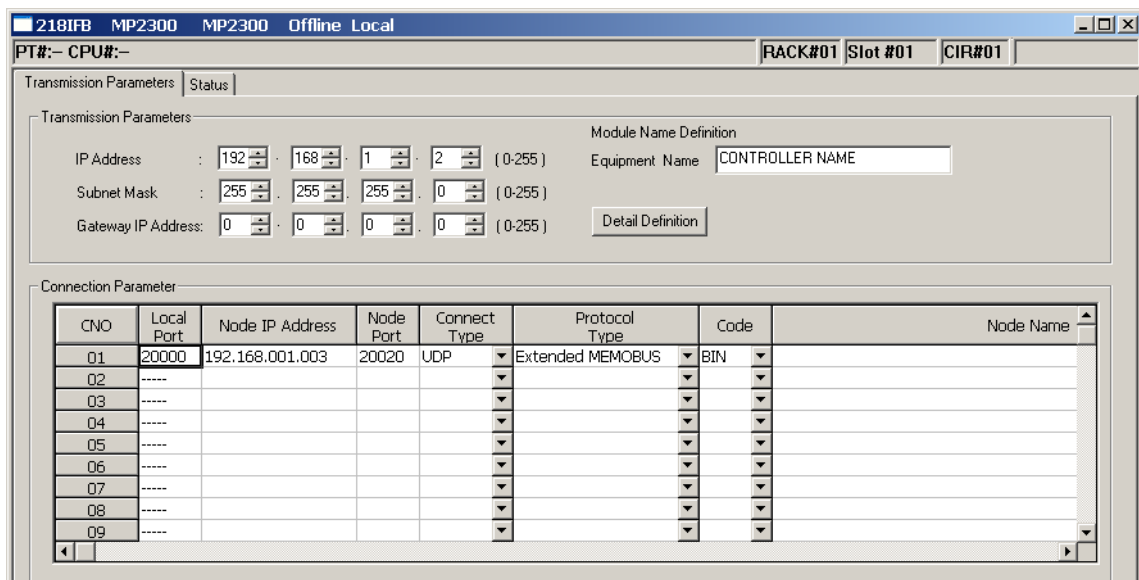 218IFB MP2300 MP2300 Offline Local
PT#:– CPU#:– RACK#01 Slot #01 CIR#01
Transmission Parameters Status
Transmission Parameters
Module Name Definition
IP Address : 192 . 168 . 1 . 2 ( 0-255 ) Equipment Name CONTROLLER NAME
Subnet Mask : 255 . 255 . 255 . 0 ( 0-255 )
Gateway IP Address: 0 . 0 . 0 . 0 ( 0-255 ) Detail Definition
Connection Parameter
CNO Local Port Node IP Address Node Port Connect Type Protocol Type Code Node Name
01 20000 192.168.001.003 20020 UDP Extended MEMOBUS BIN
02 -----
03 -----
04 -----
05 -----
06 -----
07 -----
08 -----
09 -----